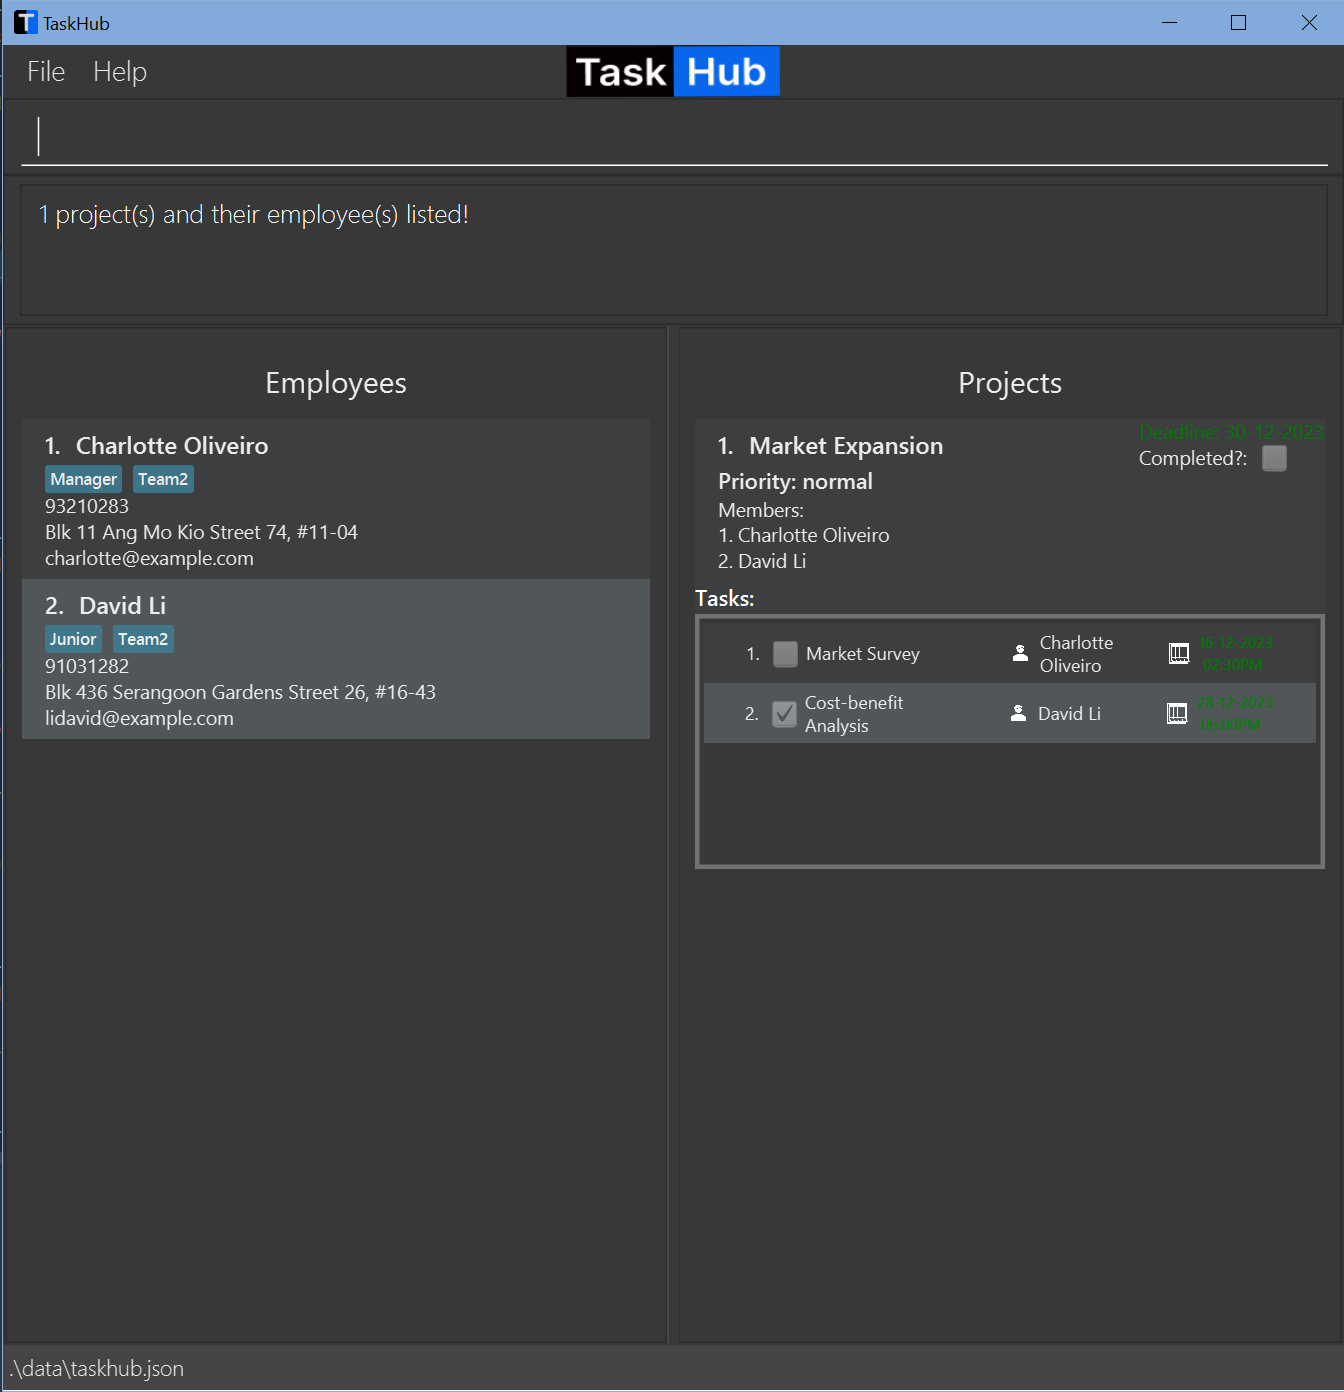 TaskHub
File Help
Task Hub
1 project(s) and their employee(s) listed!
Employees
1. Charlotte Oliveiro
Manager Team2
93210283
Blk 11 Ang Mo Kio Street 74, #11-04
charlotte@example.com
2. David Li
Junior Team2
91031282
Blk 436 Serangoon Gardens Street 26, #16-43
lidavid@example.com
Projects
Deadline: 30-12-2023
1. Market Expansion
Completed?:
Priority: normal
Members:
1. Charlotte Oliveiro
2. David Li
Tasks:
1. Market Survey
Charlotte
Oliveiro
16-12-2023
02:30PM
2. Cost-benefit
Analysis
David Li
28-12-2023
06:00PM
.\data\taskhub.json